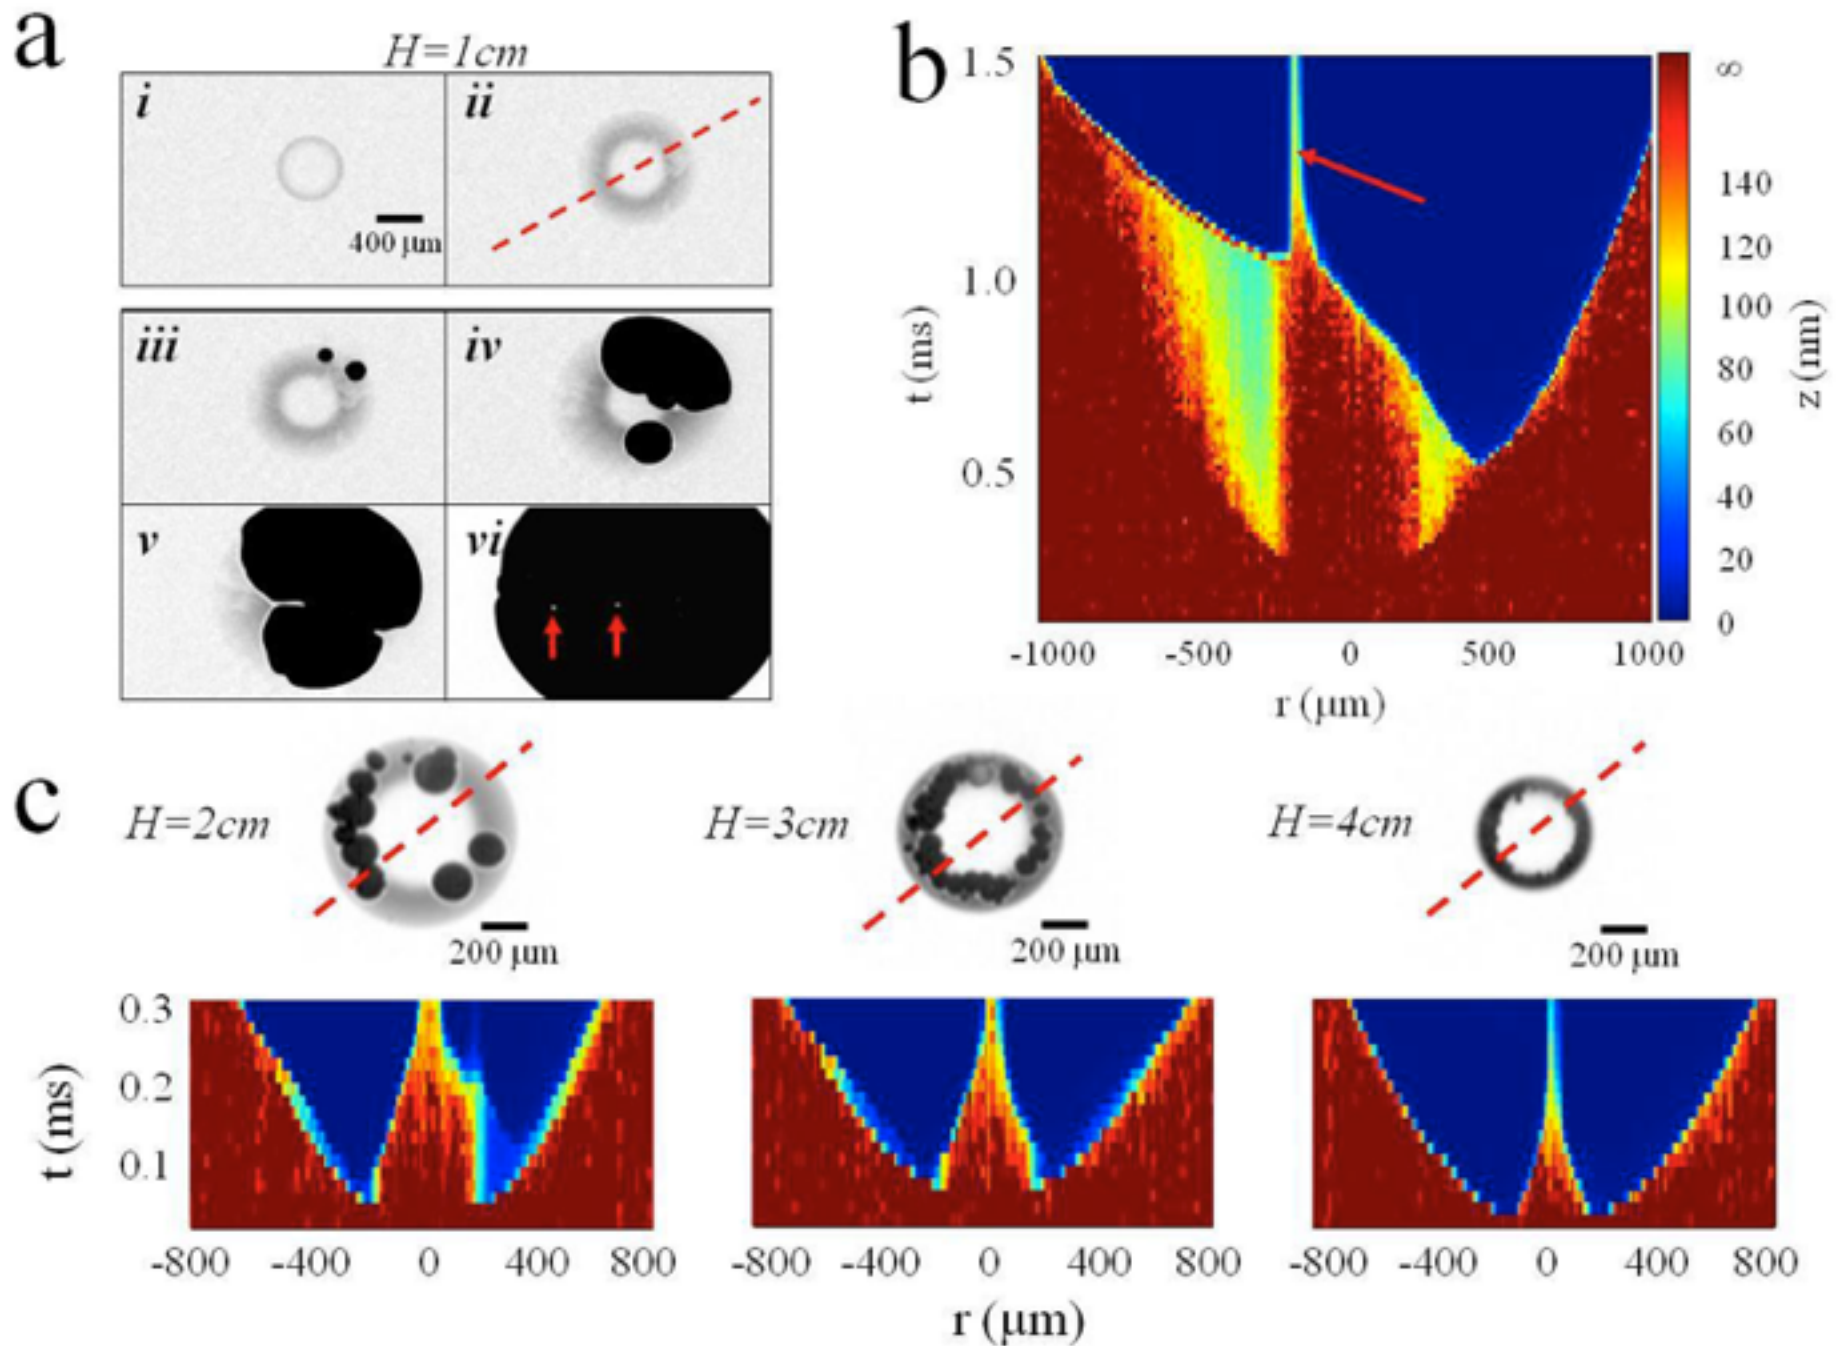 a
H=1cm
i
ii
400 μm
iii
iv
v
vi
b
1.5
1.0
0.5
t (ms)
-1000 -500 0 500 1000
r (μm)
∞
140
120
100
80
60
40
20
0
z (nm)
c
H=2cm
200 μm
H=3cm
200 μm
H=4cm
200 μm
0.3
0.2
0.1
t (ms)
-800 -400 0 400 800
-800 -400 0 400 800
-800 -400 0 400 800
r (μm)